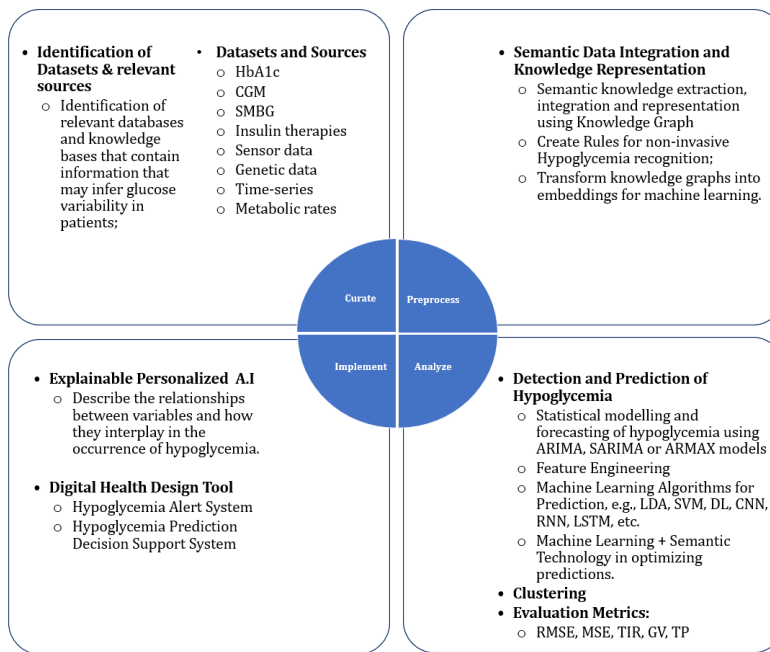 • Identification of
Datasets & relevant
sources
o Identification of
relevant databases
and knowledge
bases that contain
information that
may infer glucose
variability in
patients;
• Datasets and Sources
o HbA1c
o CGM
o SMBG
o Insulin therapies
o Sensor data
o Genetic data
o Time-series
o Metabolic rates
• Semantic Data Integration and
Knowledge Representation
o Semantic knowledge extraction,
integration and representation
using Knowledge Graph
o Create Rules for non-invasive
Hypoglycemia recognition;
o Transform knowledge graphs into
embeddings for machine learning.
Curate
Preprocess
Implement
Analyze
• Explainable Personalized A.I
o Describe the relationships
between variables and how
they interplay in the
occurrence of hypoglycemia.
• Digital Health Design Tool
o Hypoglycemia Alert System
o Hypoglycemia Prediction
Decision Support System
• Detection and Prediction of
Hypoglycemia
o Statistical modelling and
forecasting of hypoglycemia using
ARIMA, SARIMA or ARMAX models
o Feature Engineering
o Machine Learning Algorithms for
Prediction, e.g., LDA, SVM, DL, CNN,
RNN, LSTM, etc.
o Machine Learning + Semantic
Technology in optimizing
predictions.
• Clustering
• Evaluation Metrics:
o RMSE, MSE, TIR, GV, TP